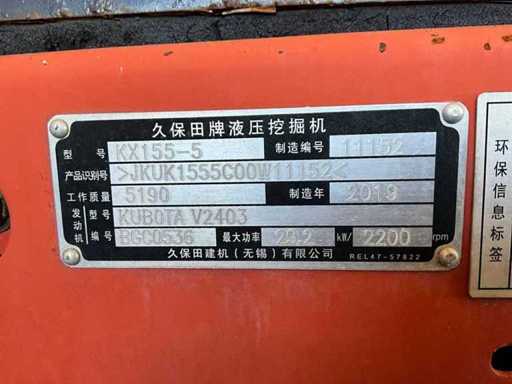 久保田牌液压挖掘机
型号 KX155-5 制造编号 11152
产品识别号 >JKUK1555C00W11152<
工作质量 5190 制造年 2019
发动机 型号 KUBOTA V2403
编号 BGC0536 最大功率 29.2 kW/ 2200 rpm
久保田建机(无锡)有限公司 REL47-57822
环保信息标签